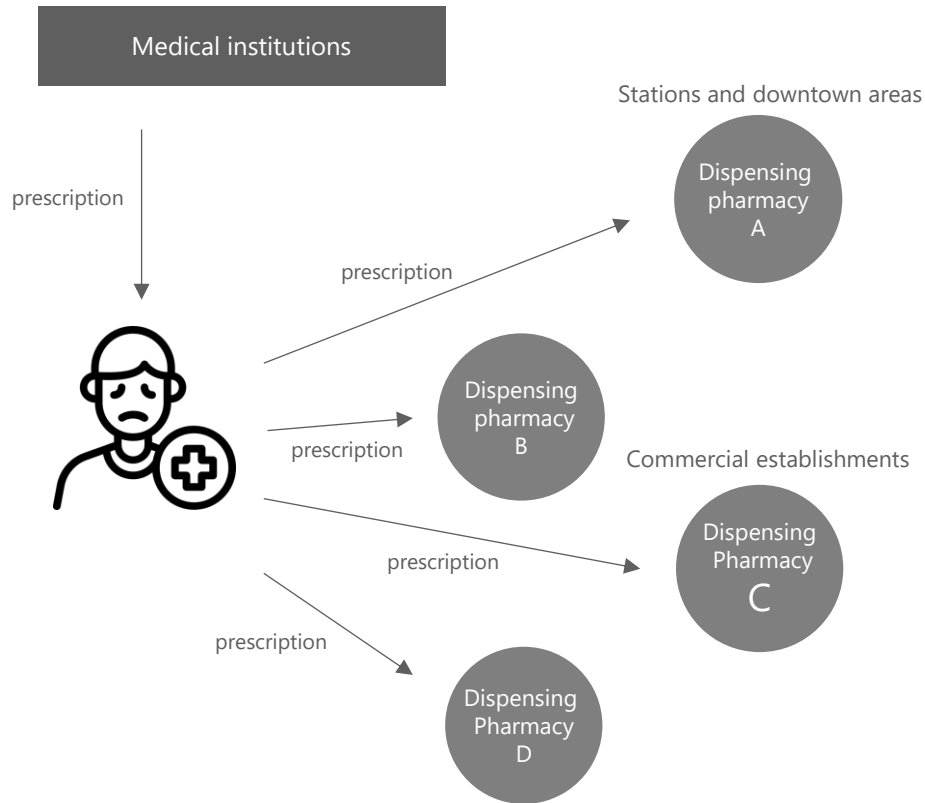 Medical institutions
Stations and downtown areas
Dispensing
pharmacy
A
prescription
prescription
Dispensing
pharmacy
B
prescription
Commercial establishments
Dispensing
Pharmacy
C
prescription
prescription
Dispensing
Pharmacy
D